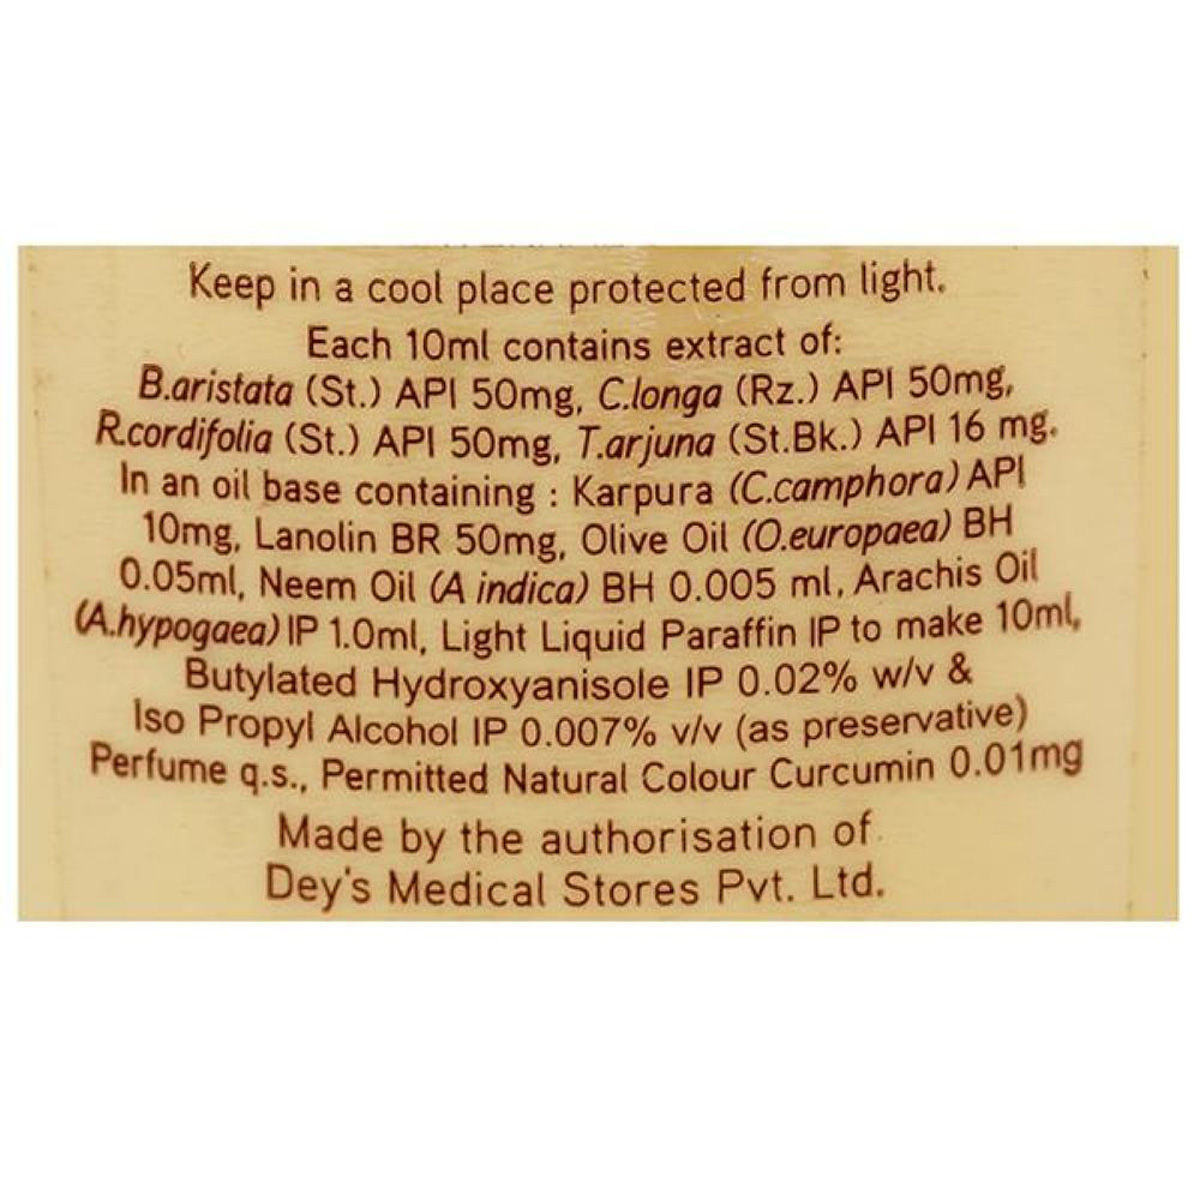 Keep in a cool place protected from light.
Each 10ml contains extract of:
B.aristata (St.) API 50mg, C.longa (Rz.) API 50mg,
R.cordifolia (St.) API 50mg, T.arjuna (St.Bk.) API 16 mg.
In an oil base containing : Karpura (C.camphora) API
10mg, Lanolin BR 50mg, Olive Oil (O.europaea) BH
0.05ml, Neem Oil (A indica) BH 0.005 ml, Arachis Oil
(A.hypogaea) IP 1.0ml, Light Liquid Paraffin IP to make 10ml,
Butylated Hydroxyanisole IP 0.02% w/v &
Iso Propyl Alcohol IP 0.007% v/v (as preservative)
Perfume q.s., Permitted Natural Colour Curcumin 0.01mg
Made by the authorisation of
Dey's Medical Stores Pvt. Ltd.